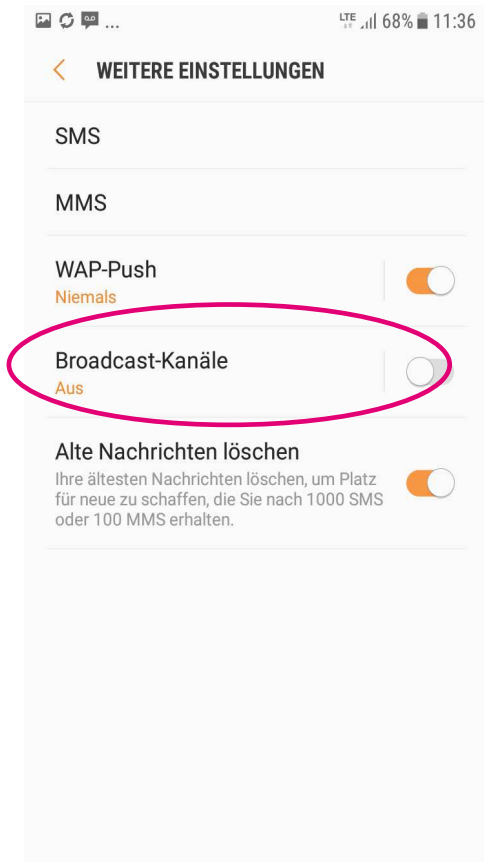 ... LTE 68% 11:36
WEITERE EINSTELLUNGEN
SMS
MMS
WAP-Push
Niemals
Broadcast-Kanäle
Aus
Alte Nachrichten löschen
Ihre ältesten Nachrichten löschen, um Platz
für neue zu schaffen, die Sie nach 1000 SMS
oder 100 MMS erhalten.